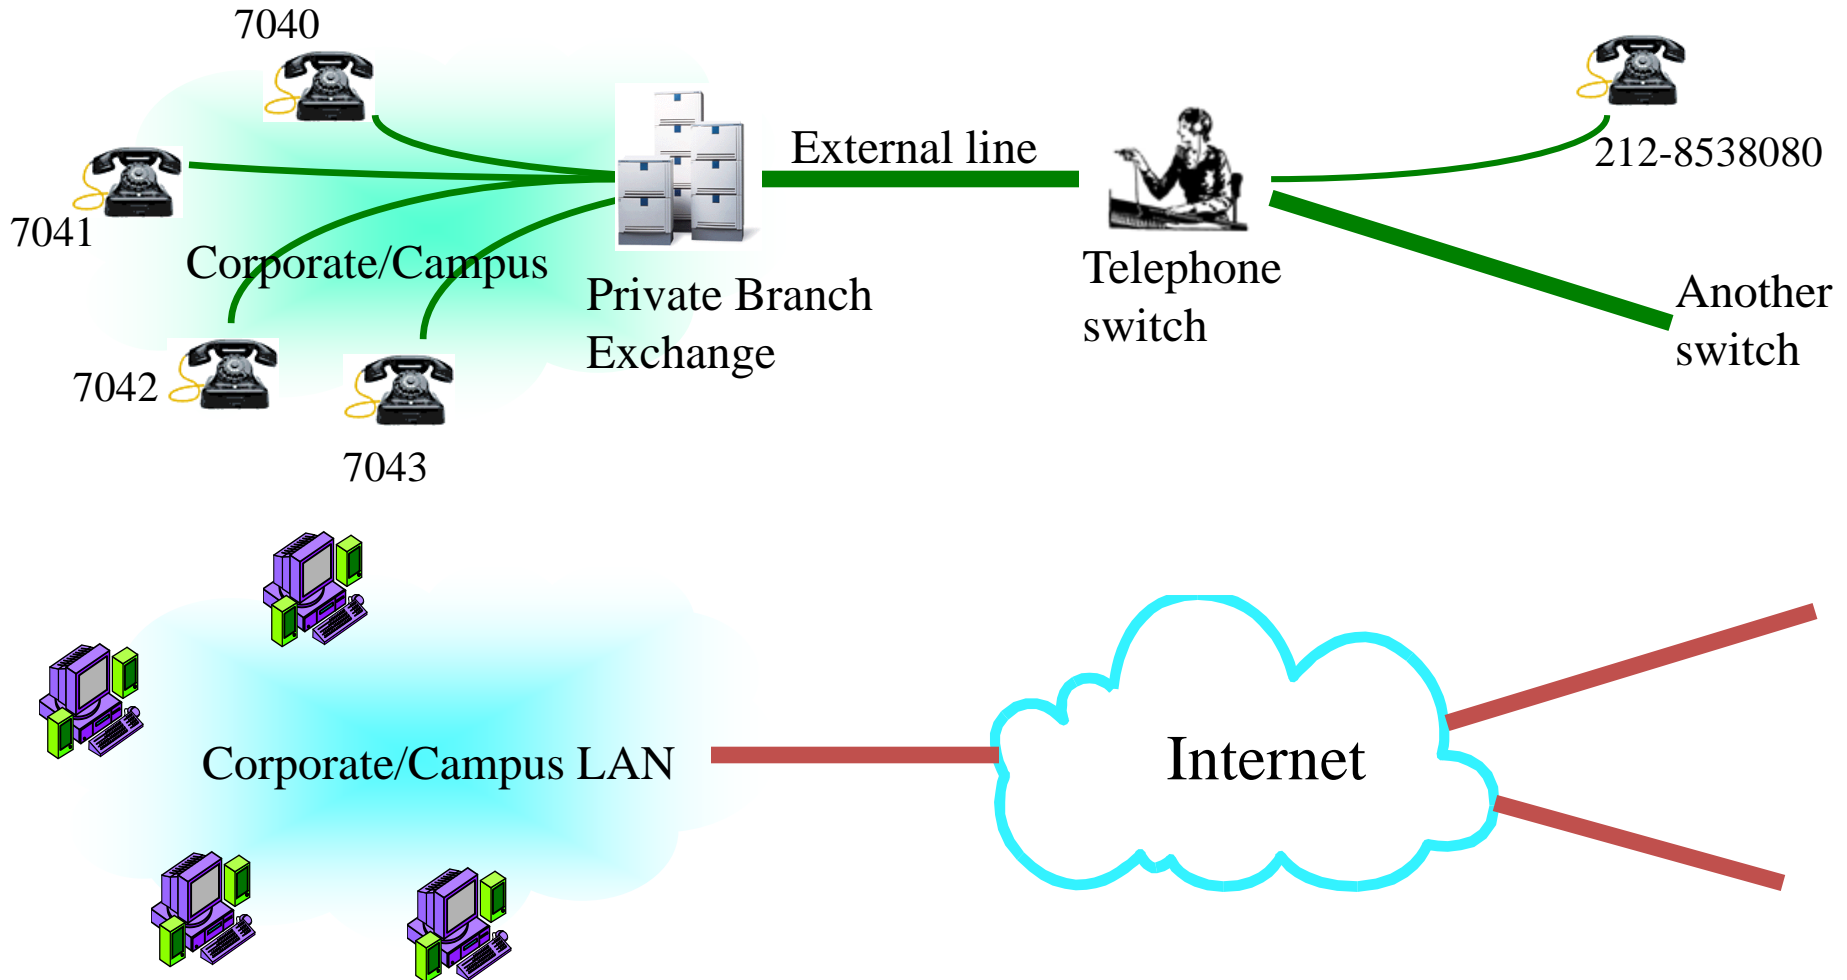 7040
External line
212-8538080
7041
Corporate/Campus
Private Branch
Exchange
Telephone
switch
Another
switch
7042
7043
Corporate/Campus LAN
Internet